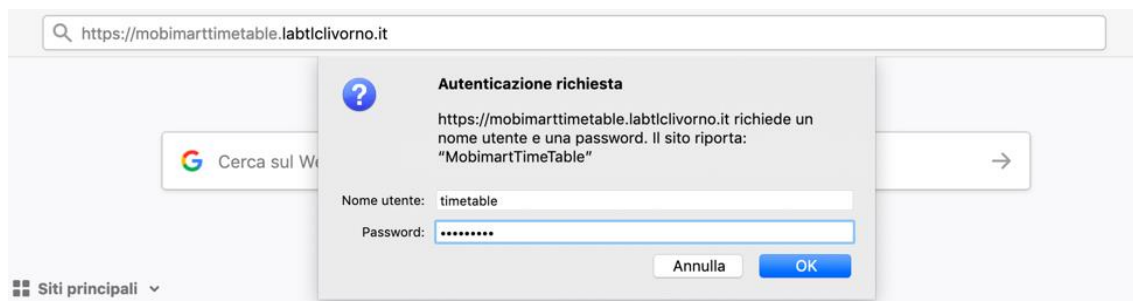 https://mobimarttimetable.labtlclivorno.it
Autenticazione richiesta
https://mobimarttimetable.labtlclivorno.it richiede un
nome utente e una password. Il sito riporta:
“MobimartTimeTable”
G Cerca sul We
Nome utente: timetable
Password: •••••••••
Annulla OK
Siti principali